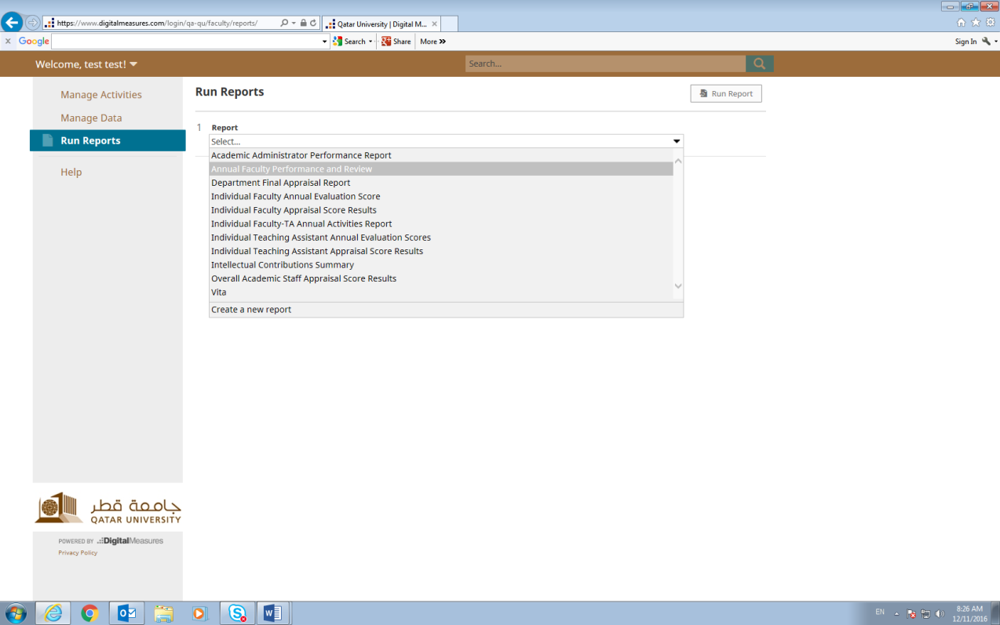 https://www.digitalmeasures.com/login/qa-qu/faculty/reports/
Qatar University | Digital M...
x Google Search Share More »
Sign In
Welcome, test test!
Search...
Manage Activities
Manage Data
Run Reports
Help
Run Reports
Run Report
1 Report
Select...
Academic Administrator Performance Report
Annual Faculty Performance and Review
Department Final Appraisal Report
Individual Faculty Annual Evaluation Score
Individual Faculty Appraisal Score Results
Individual Faculty-TA Annual Activities Report
Individual Teaching Assistant Annual Evaluation Scores
Individual Teaching Assistant Appraisal Score Results
Intellectual Contributions Summary
Overall Academic Staff Appraisal Score Results
Vita
Create a new report
جامعة قطر
QATAR UNIVERSITY
POWERED BY DigitalMeasures
Privacy Policy
EN
8:26 AM
12/11/2016